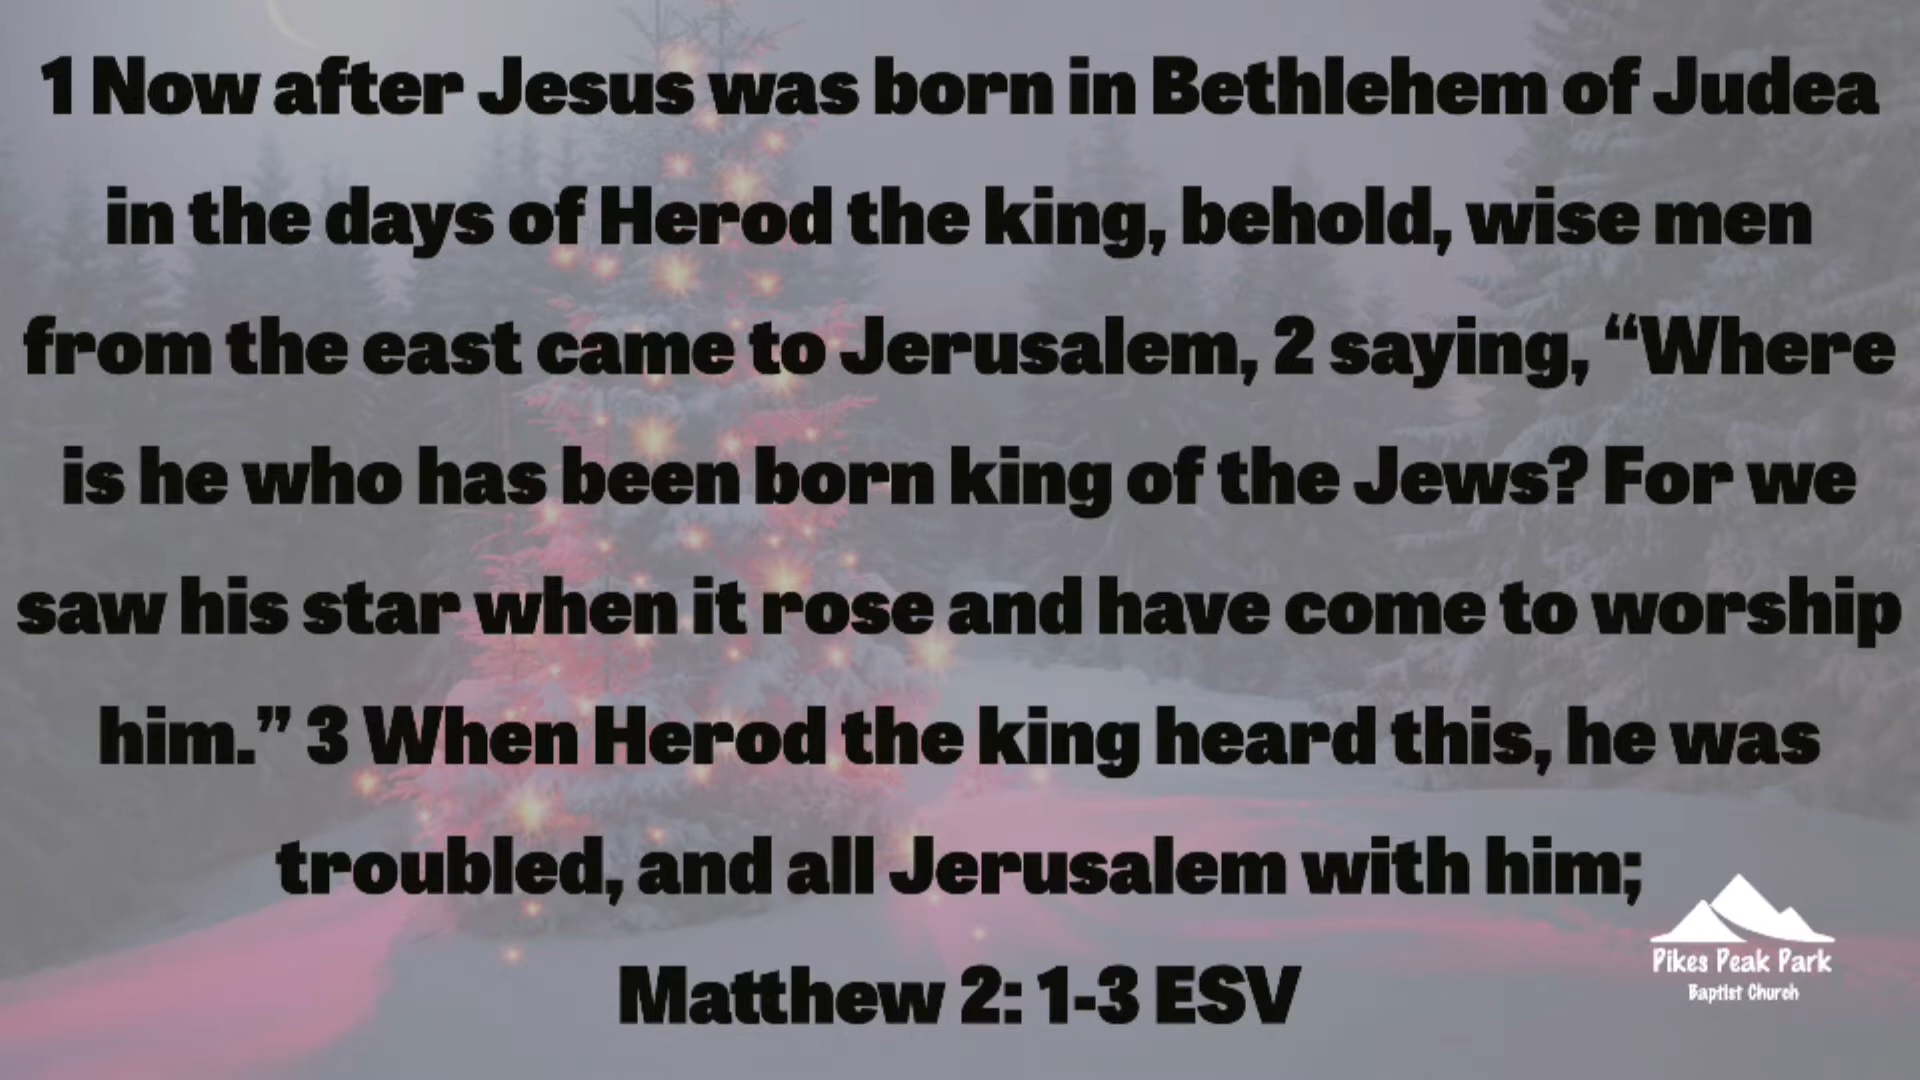 1 Now after Jesus was born in Bethlehem of Judea
in the days of Herod the king, behold, wise men
from the east came to Jerusalem, 2 saying, “Where
is he who has been born king of the Jews? For we
saw his star when it rose and have come to worship
him.” 3 When Herod the king heard this, he was
troubled, and all Jerusalem with him;
Matthew 2: 1-3 ESV
Pikes Peak Park
Baptist Church